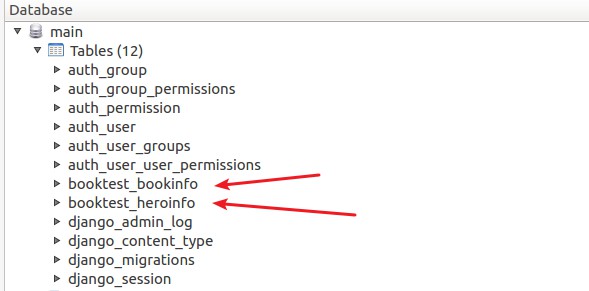 Database
main
Tables (12)
auth_group
auth_group_permissions
auth_permission
auth_user
auth_user_groups
auth_user_user_permissions
booktest_bookinfo
booktest_heroinfo
django_admin_log
django_content_type
django_migrations
django_session